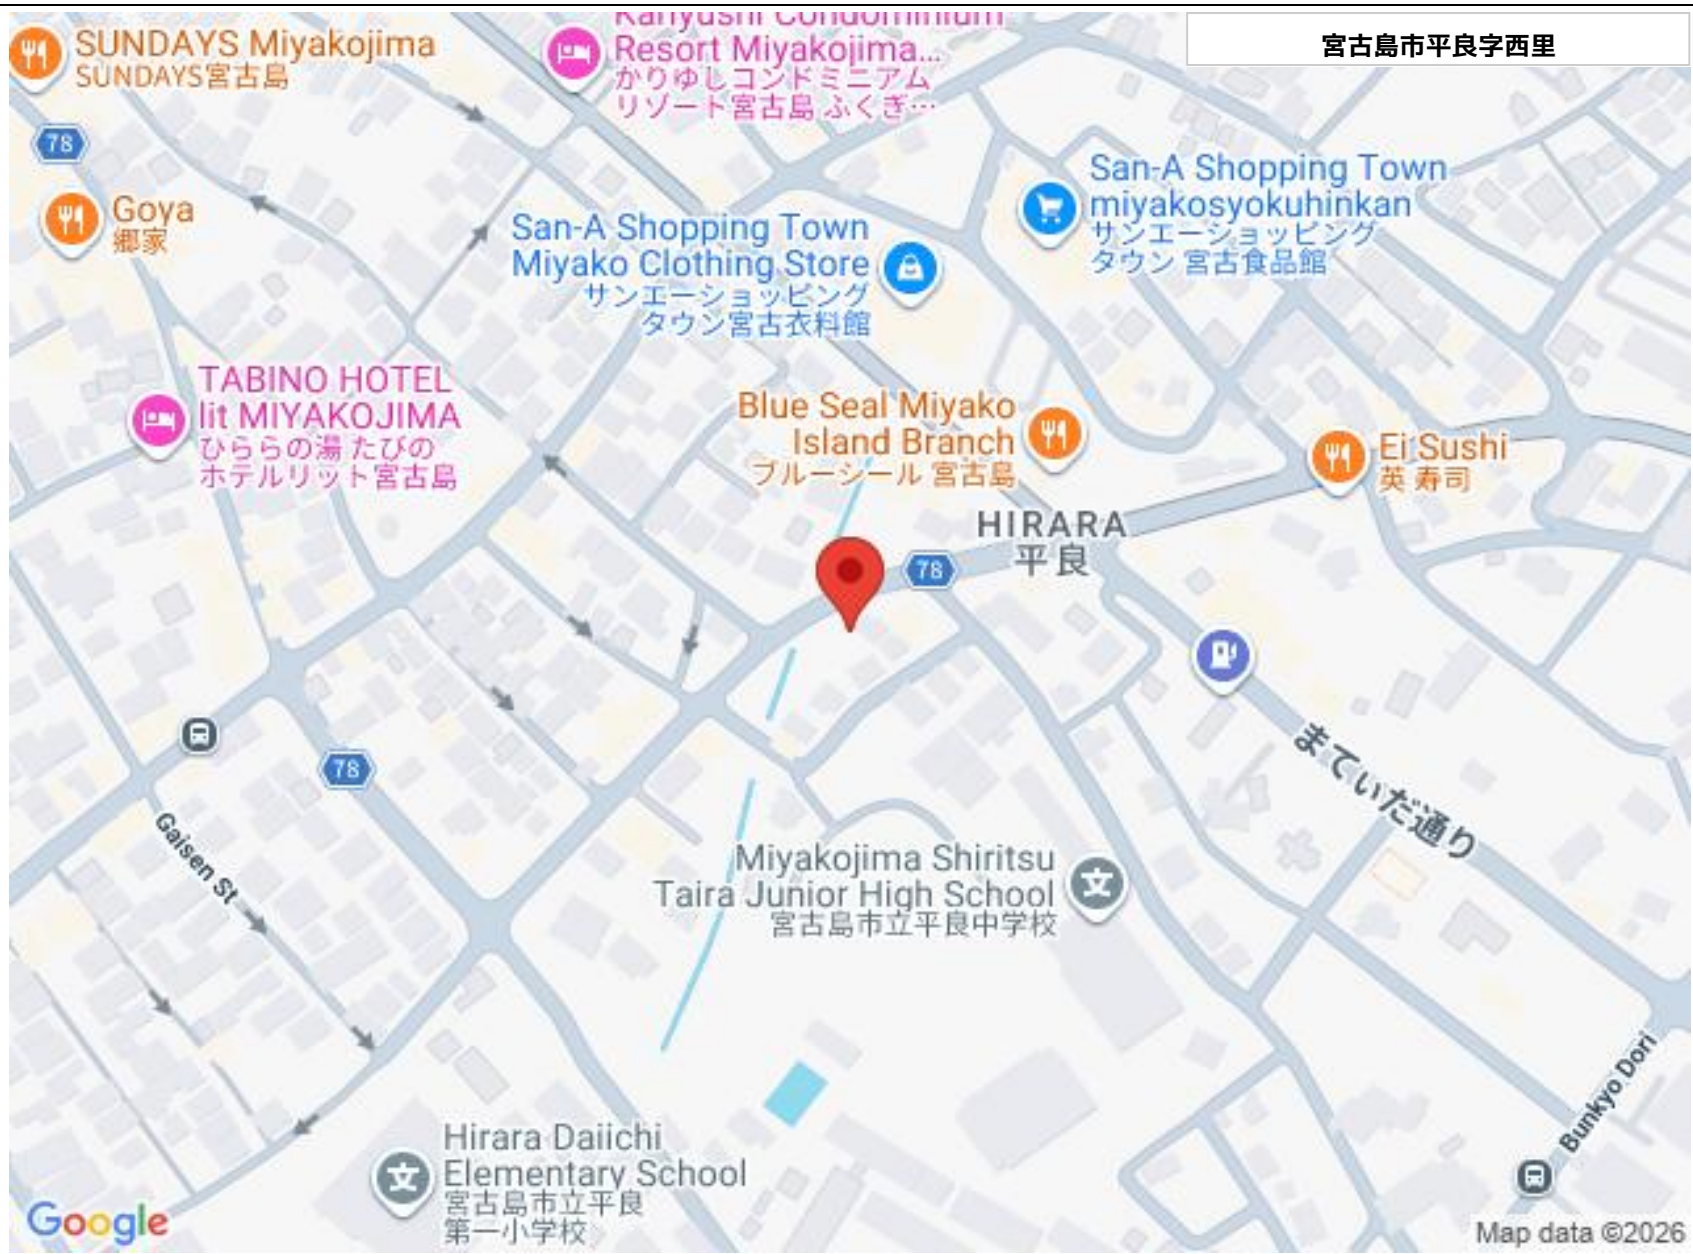 宮古島市平良字西里
Kariyushi Condominium
Resort Miyakojima...
かりゆしコンドミニアム
リゾート宮古島 ふくぎ…
SUNDAYS Miyakojima
SUNDAYS宮古島
78
Goya
郷家
San-A Shopping Town
miyakosyokuhinkan
サンエーショッピング
タウン 宮古食品館
San-A Shopping Town
Miyako Clothing Store
サンエーショッピング
タウン宮古衣料館
TABINO HOTEL
lit MIYAKOJIMA
ひららの湯 たびの
ホテルリット宮古島
Blue Seal Miyako
Island Branch
ブルーシール 宮古島
Ei Sushi
英 寿司
HIRARA
平良
78
78
まてぃだ通り
Gaisen St
Miyakojima Shiritsu
Taira Junior High School
宮古島市立平良中学校
文
Bunkyo Dori
Hirara Daiichi
Elementary School
宮古島市立平良
第一小学校
文
Google
Map data ©2026